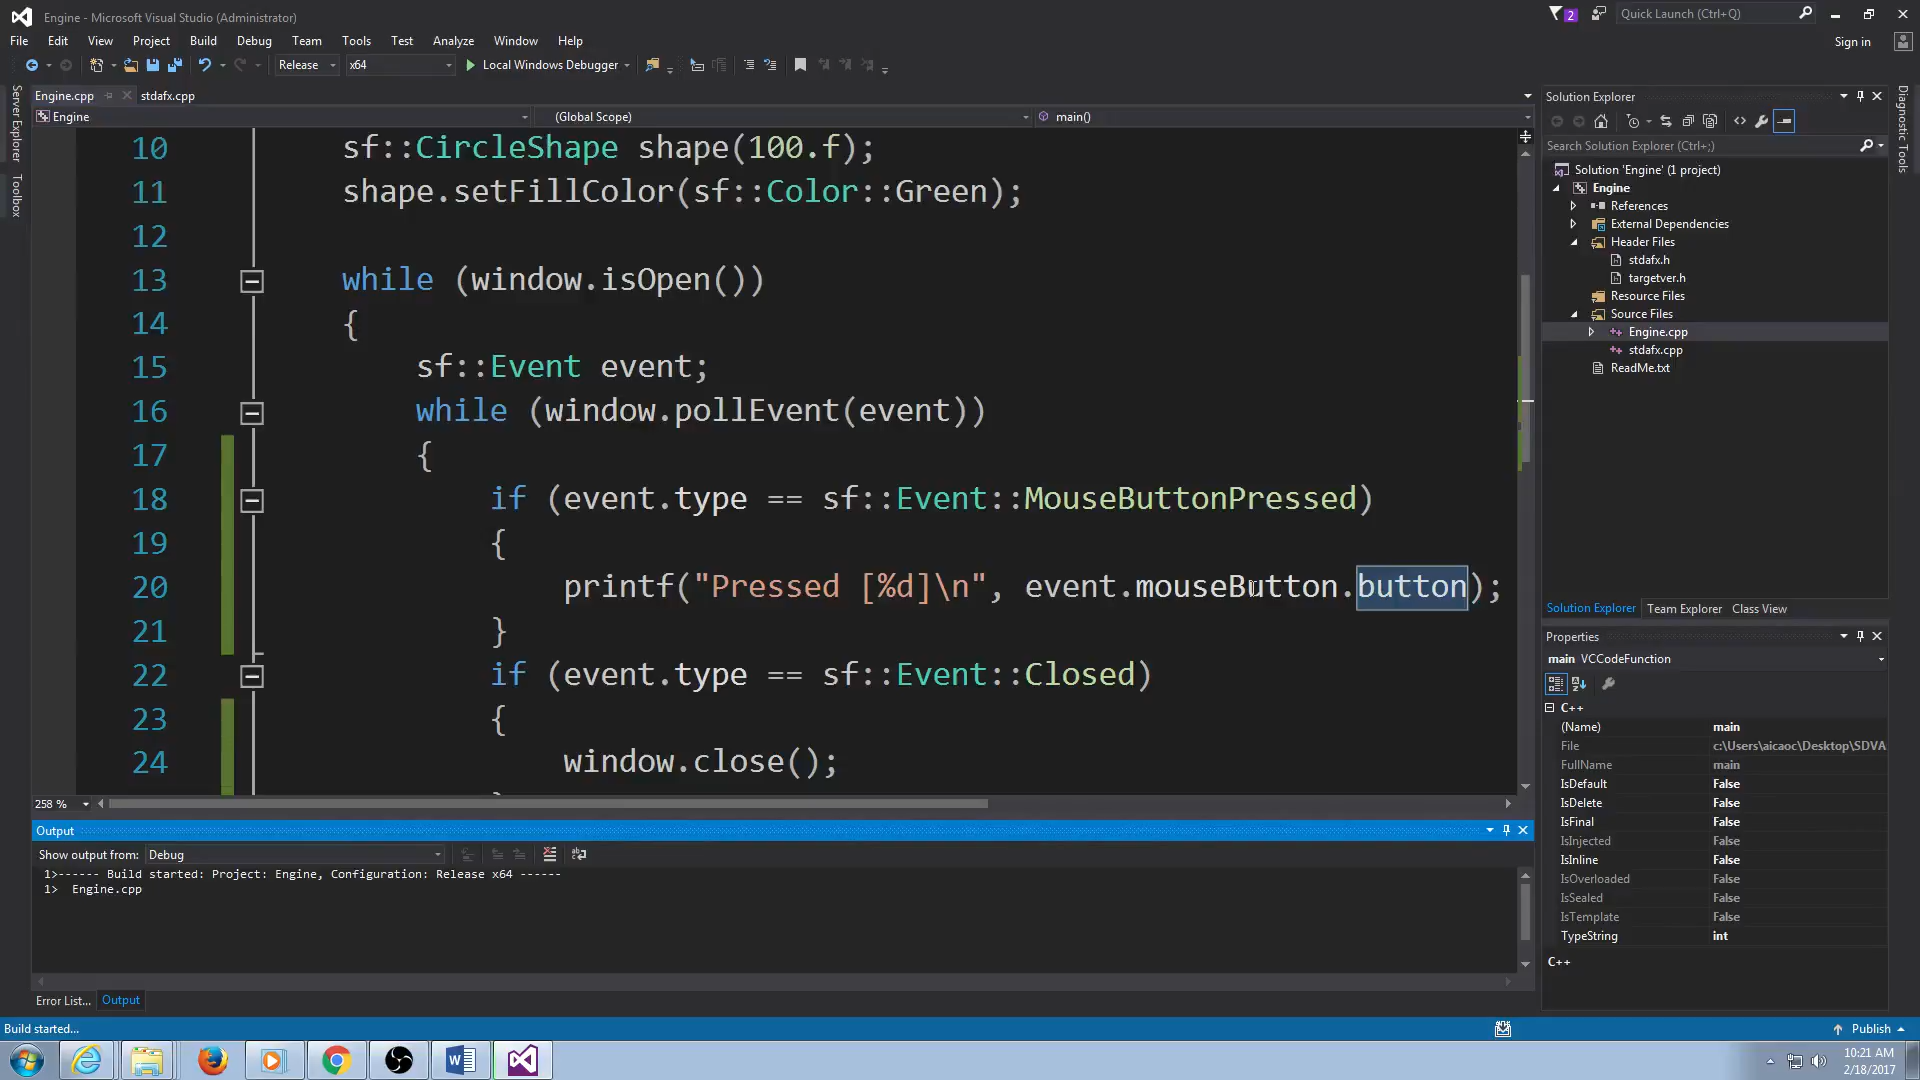 Engine - Microsoft Visual Studio (Administrator)
2
Quick Launch (Ctrl+Q)
File Edit View Project Build Debug Team Tools Test Analyze Window Help
Sign in
Release x64 Local Windows Debugger
Server Explorer
Toolbox
Engine.cpp stdafx.cpp
Engine (Global Scope) main()
10 sf::CircleShape shape(100.f);
11 shape.setFillColor(sf::Color::Green);
12
13 while (window.isOpen())
14 {
15 sf::Event event;
16 while (window.pollEvent(event))
17 {
18 if (event.type == sf::Event::MouseButtonPressed)
19 {
20 printf("Pressed [%d]\n", event.mouseButton.button);
21 }
22 if (event.type == sf::Event::Closed)
23 {
24 window.close();
258 %
Output
Show output from: Debug
1>------ Build started: Project: Engine, Configuration: Release x64 ------
1> Engine.cpp
Error List... Output
Build started...
Solution Explorer
Search Solution Explorer (Ctrl+;)
Solution 'Engine' (1 project)
Engine
References
External Dependencies
Header Files
stdafx.h
targetver.h
Resource Files
Source Files
Engine.cpp
stdafx.cpp
ReadMe.txt
Solution Explorer Team Explorer Class View
Properties
main VCCodeFunction
C++
(Name) main
File c:\Users\aicaoc\Desktop\SDVA
FullName main
IsDefault False
IsDelete False
IsFinal False
IsInjected False
IsInline False
IsOverloaded False
IsSealed False
IsTemplate False
TypeString int
C++
Diagnostic Tools
Publish
10:21 AM
2/18/2017